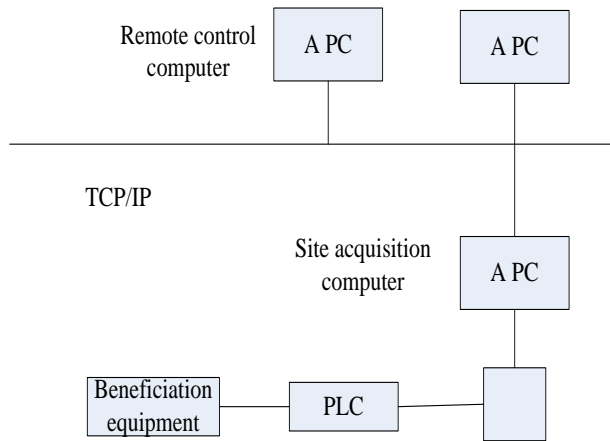 Remote control
computer
A PC
A PC
TCP/IP
Site acquisition
computer
A PC
Beneficiation
equipment
PLC